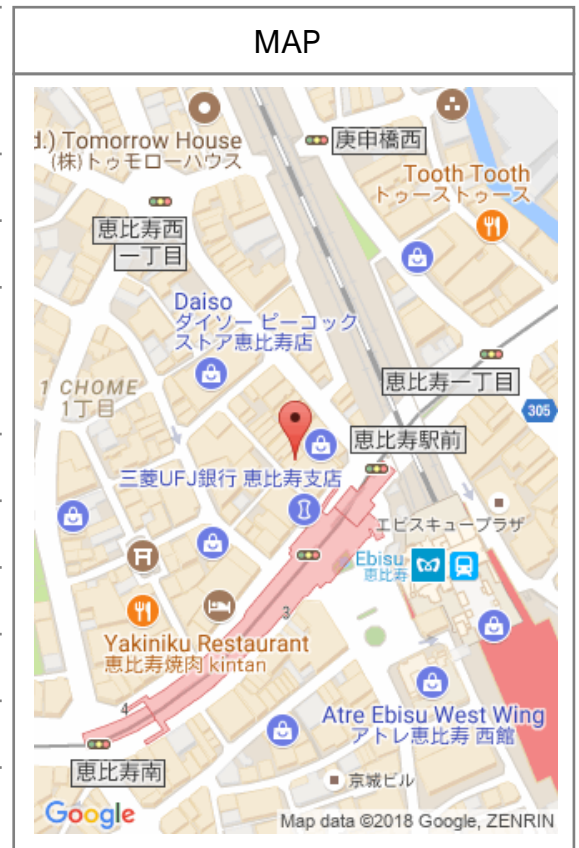 MAP
d.) Tomorrow House
(株)トゥモローハウス
庚申橋西
Tooth Tooth
トゥーストゥース
恵比寿西
一丁目
Daiso
ダイソー ピーコック
ストア恵比寿店
1 CHOME
1丁目
恵比寿一丁目
305
恵比寿駅前
三菱UFJ銀行 恵比寿支店
エビスキュープラザ
Ebisu
恵比寿
3
Yakiniku Restaurant
恵比寿焼肉 kintan
4
Atre Ebisu West Wing
アトレ恵比寿 西館
恵比寿南
京城ビル
Google
Map data ©2018 Google, ZENRIN